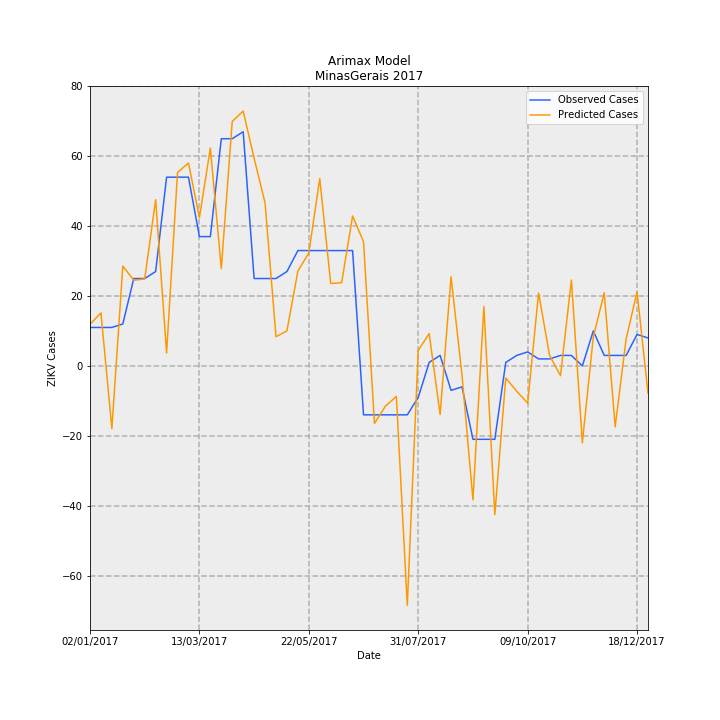 Arimax Model
MinasGerais 2017
Observed Cases
Predicted Cases
80
60
40
20
0
−20
−40
−60
ZIKV Cases
02/01/2017 13/03/2017 22/05/2017 31/07/2017 09/10/2017 18/12/2017
Date